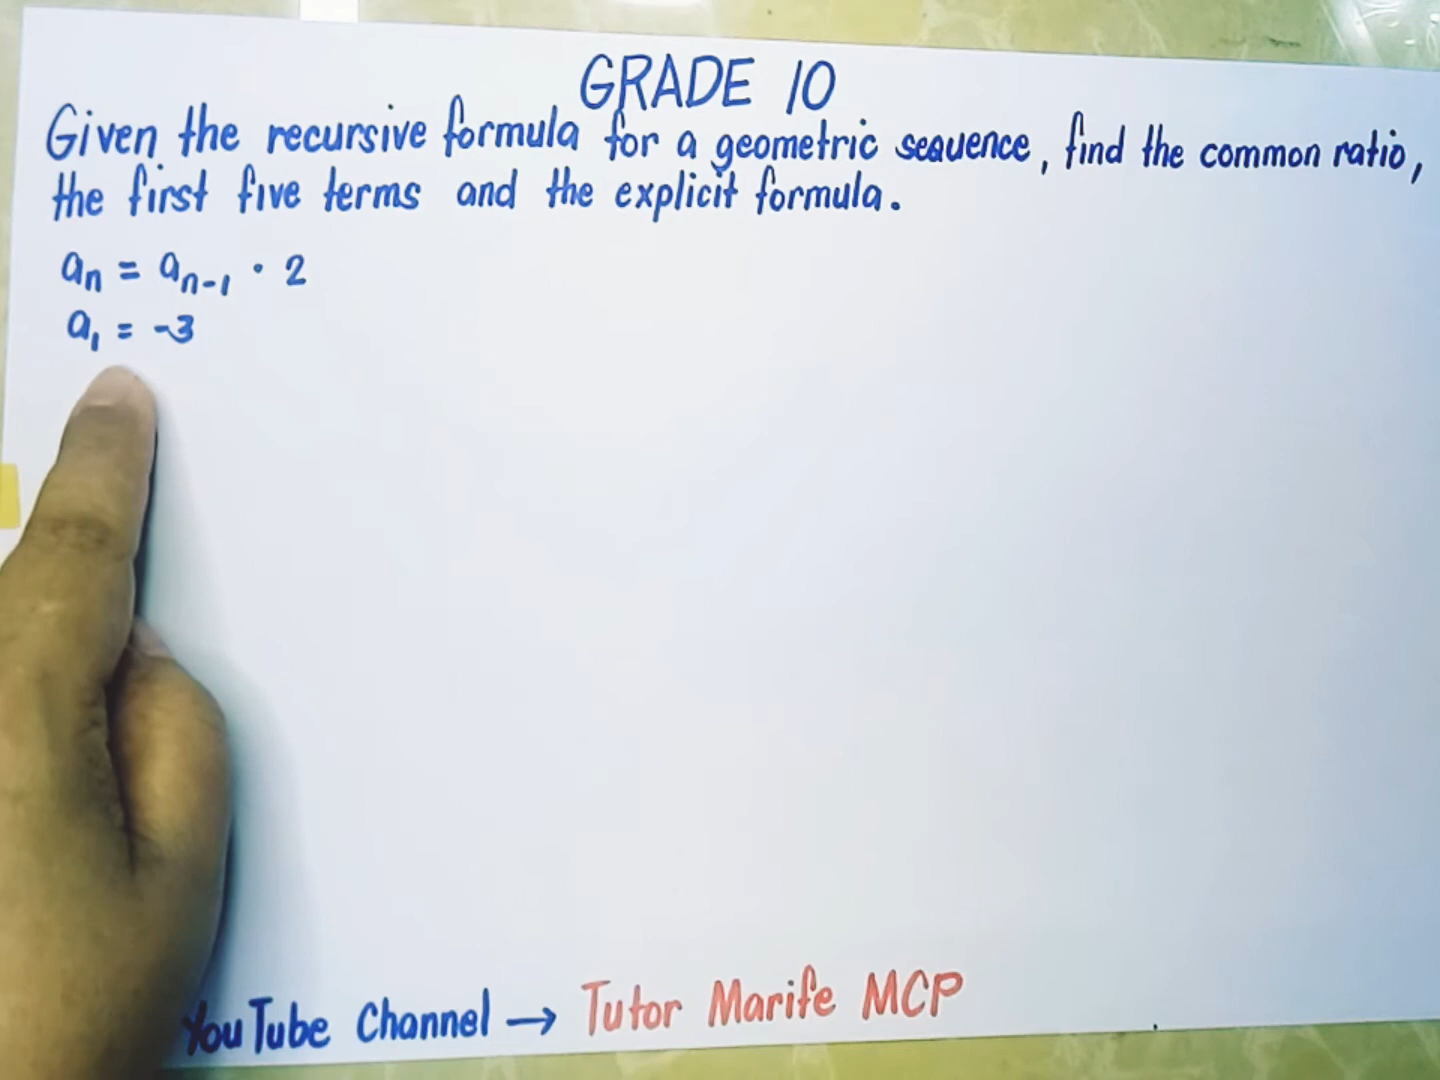 GRADE 10
Given the recursive formula for a geometric sequence, find the common ratio,
the first five terms and the explicit formula.
aₙ = aₙ₋₁ · 2
a₁ = -3
YouTube Channel → Tutor Marife MCP